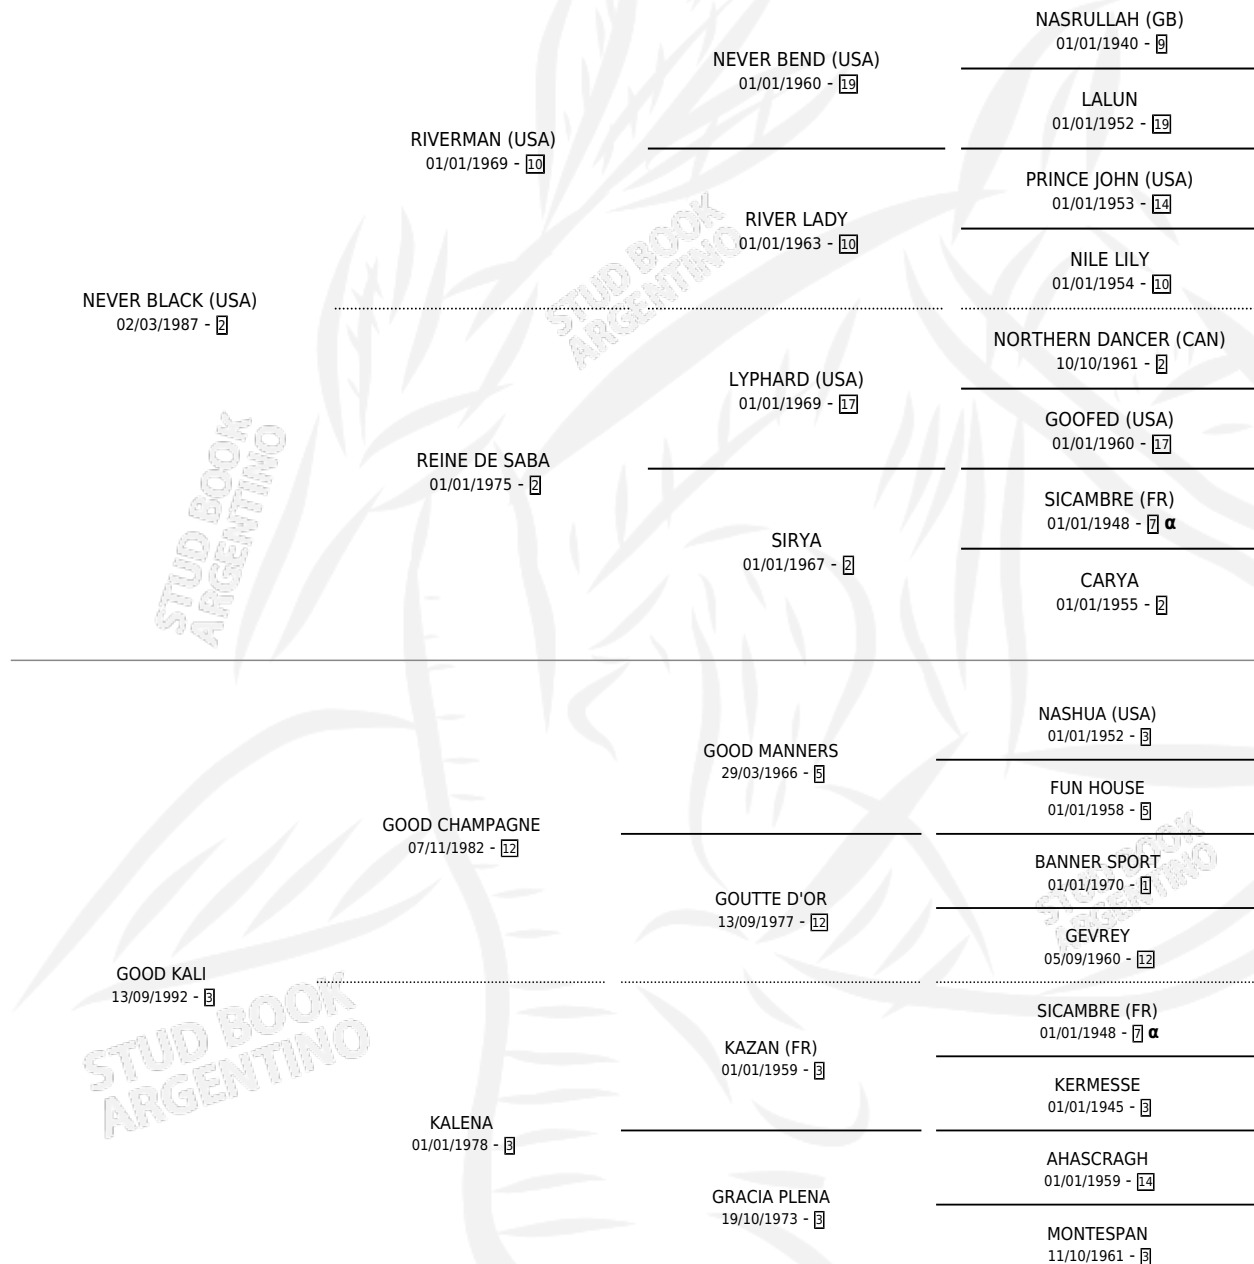 NASRULLAH (GB)
01/01/1940 - 9
NEVER BEND (USA)
01/01/1960 - 19
LALUN
01/01/1952 - 19
RIVERMAN (USA)
01/01/1969 - 10
PRINCE JOHN (USA)
01/01/1953 - 14
RIVER LADY
01/01/1963 - 10
NILE LILY
01/01/1954 - 10
NEVER BLACK (USA)
02/03/1987 - 2
NORTHERN DANCER (CAN)
10/10/1961 - 2
LYPHARD (USA)
01/01/1969 - 17
GOOFED (USA)
01/01/1960 - 17
REINE DE SABA
01/01/1975 - 2
SICAMBRE (FR)
01/01/1948 - 7 α
SIRYA
01/01/1967 - 2
CARYA
01/01/1955 - 2
NASHUA (USA)
01/01/1952 - 3
GOOD MANNERS
29/03/1966 - 5
FUN HOUSE
01/01/1958 - 5
GOOD CHAMPAGNE
07/11/1982 - 12
BANNER SPORT
01/01/1970 - 1
GOUTTE D'OR
13/09/1977 - 12
GEVREY
05/09/1960 - 12
GOOD KALI
13/09/1992 - 3
SICAMBRE (FR)
01/01/1948 - 7 α
KAZAN (FR)
01/01/1959 - 3
KERMESSE
01/01/1945 - 3
KALENA
01/01/1978 - 3
AHASCRAGH
01/01/1959 - 14
GRACIA PLENA
19/10/1973 - 3
MONTESPAN
11/10/1961 - 3
STUD BOOK
ARGENTINO
STUD BOOK
ARGENTINO
STUD BOOK
ARGENTINO
STUD BOOK
ARGENTINO